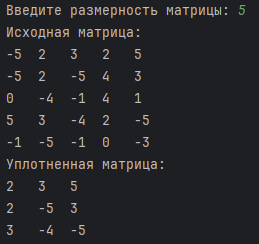 Введите размерность матрицы: 5
Исходная матрица:
-5 2 3 2 5
-5 2 -5 4 3
0 -4 -1 4 1
5 3 -4 2 -5
-1 -5 -1 0 -3
Уплотненная матрица:
2 3 5
2 -5 3
3 -4 -5